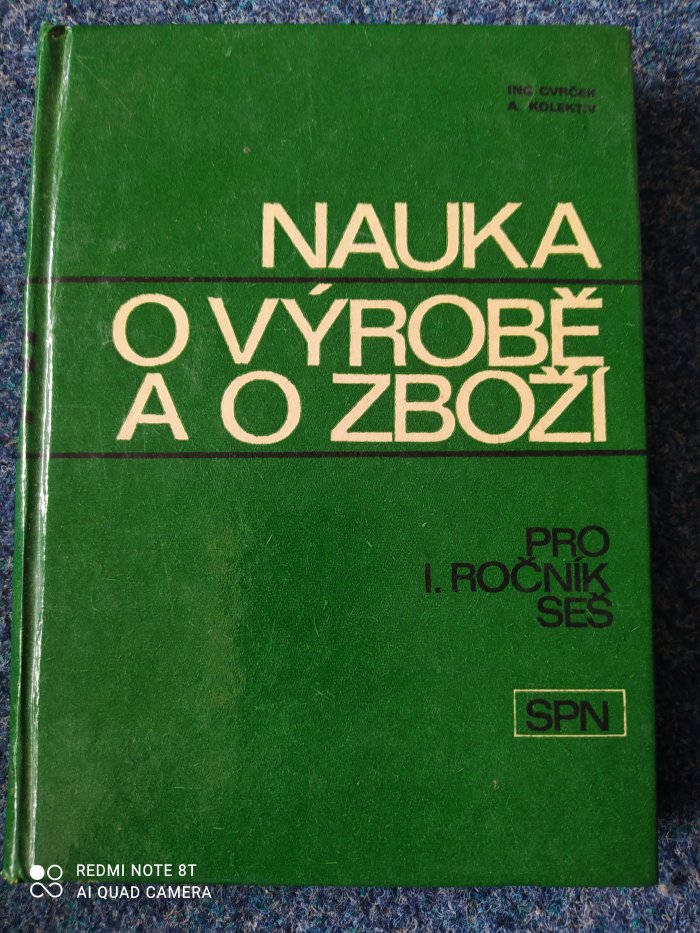 ING CVRČEK
A. KOLEKTIV
NAUKA
O VÝROBĚ
A O ZBOŽÍ
PRO
I. ROČNÍK
SEŠ
SPN
REDMI NOTE 8T
AI QUAD CAMERA